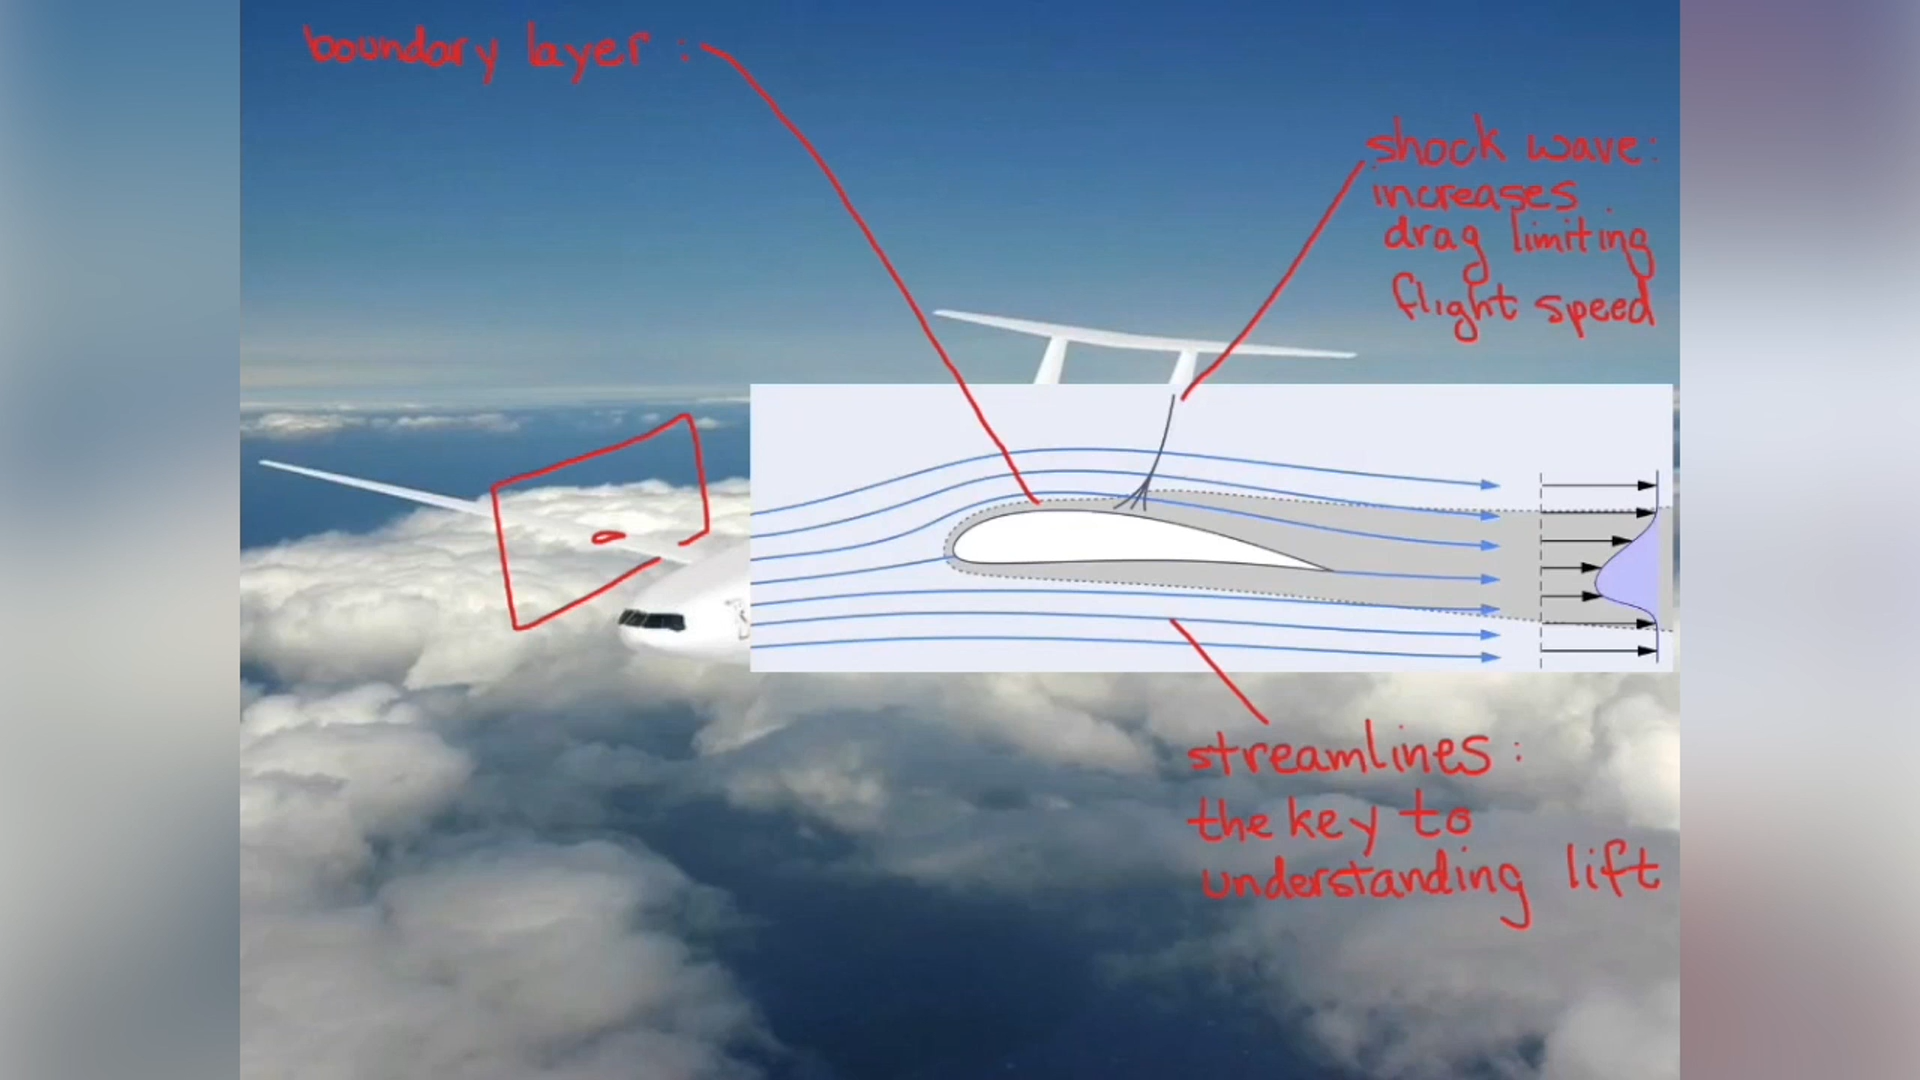 boundary layer :
shock wave:
increases
drag limiting
flight speed
streamlines :
the key to
understanding lift